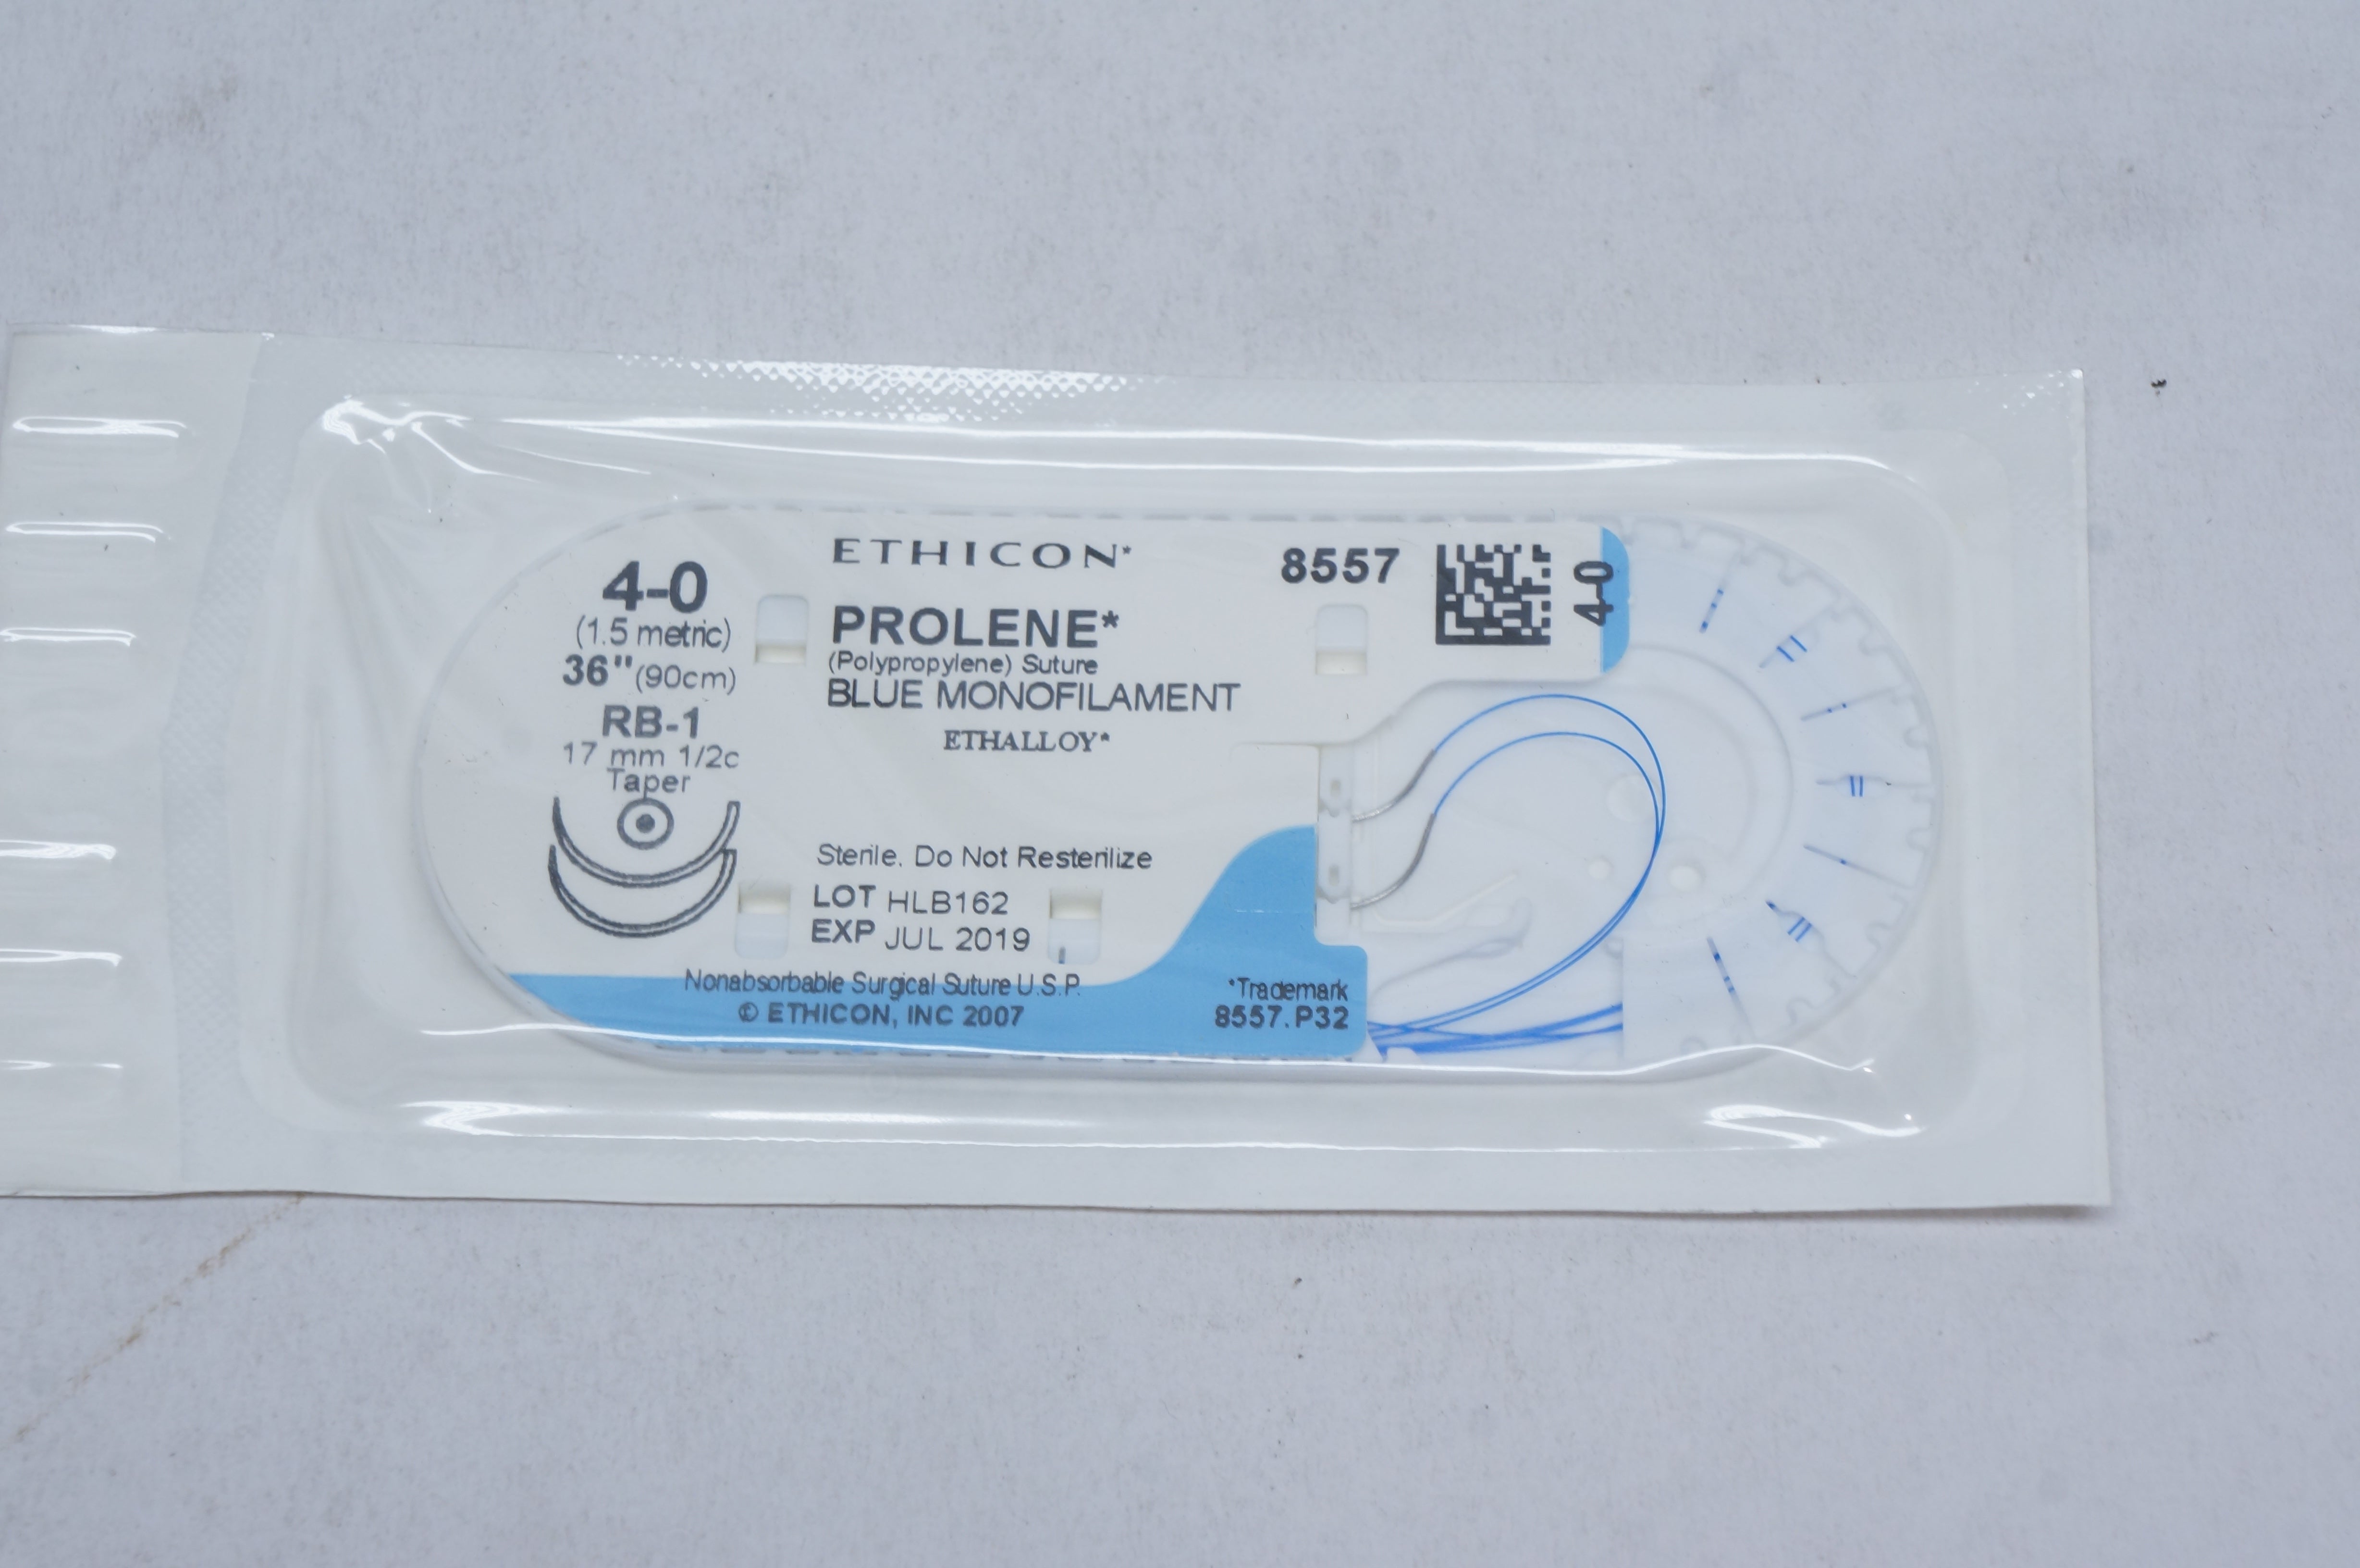 4-0
(1.5 metric)
36" (90cm)
RB-1
17 mm 1/2c
Taper
ETHICON*
PROLENE*
(Polypropylene) Suture
BLUE MONOFILAMENT
ETHALLOY*
8557
4-0
Sterile. Do Not Resterilize
LOT HLB162
EXP JUL 2019
Nonabsorbable Surgical Suture U.S.P.
© ETHICON, INC 2007
*Trademark
8557.P32